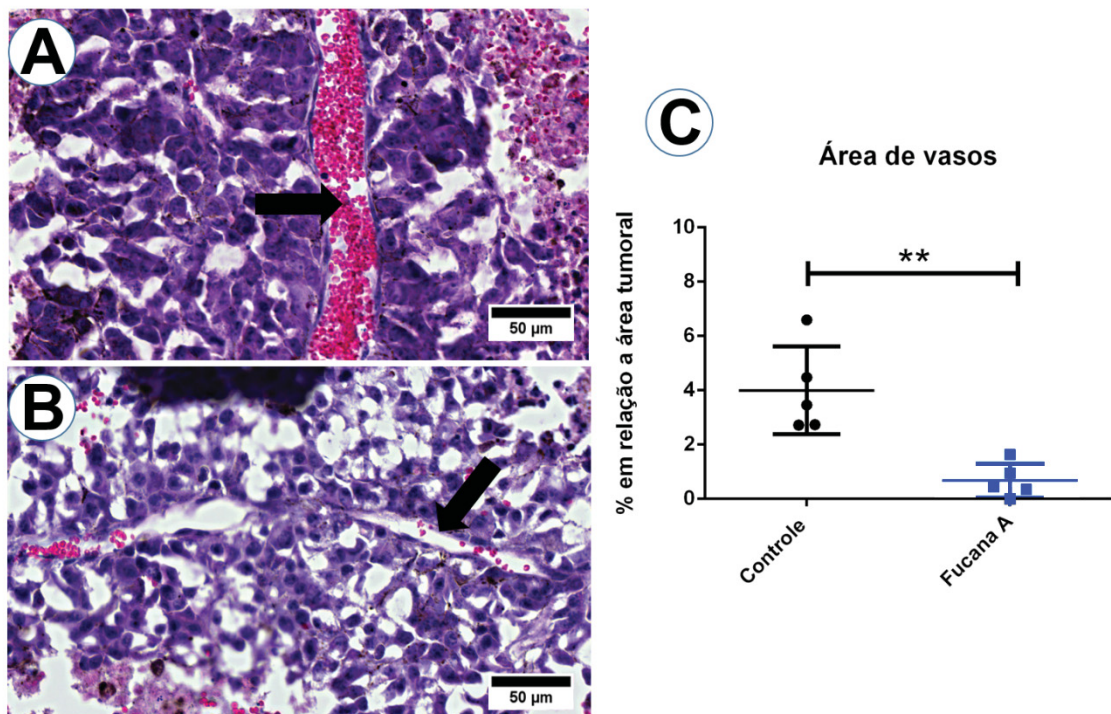 A
50 µm
B
50 µm
C
Área de vasos
% em relação a área tumoral
10
8
6
4
2
0
**
Controle
Fucana A